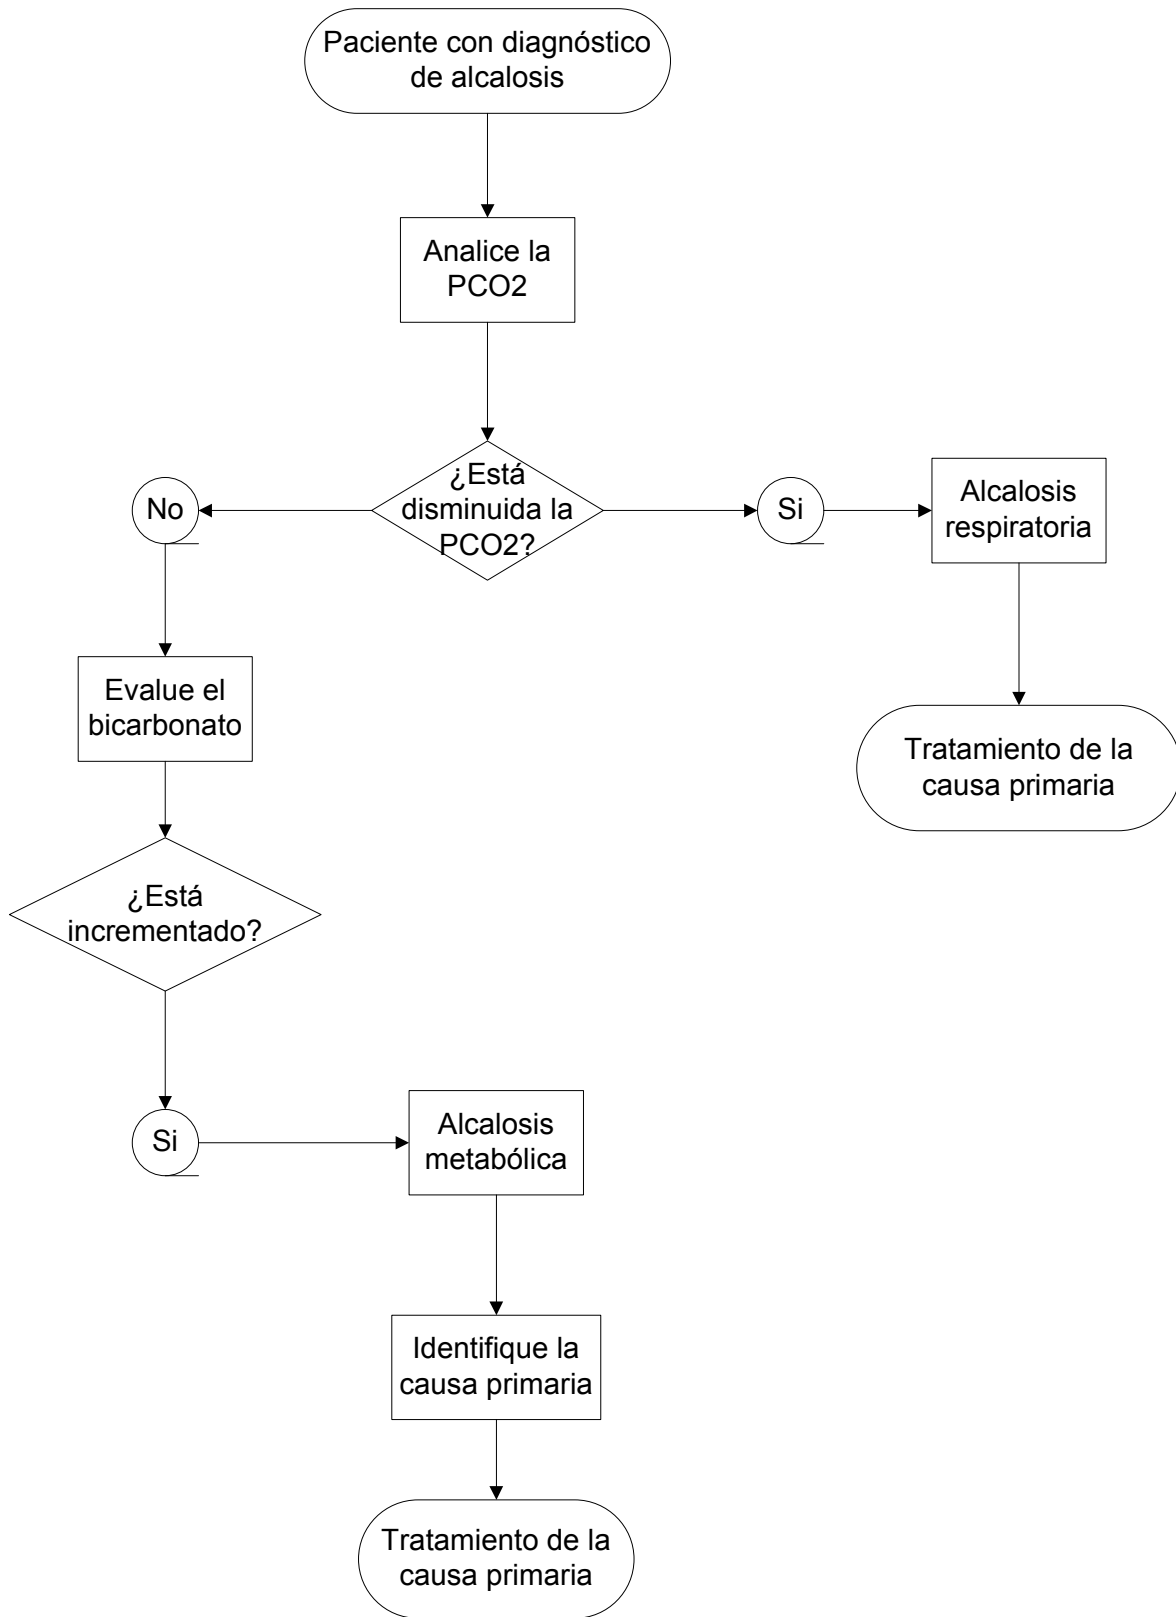 Paciente con diagnóstico
de alcalosis
Analice la
PCO2
¿Está
disminuida la
PCO2?
No
Si
Alcalosis
respiratoria
Evalue el
bicarbonato
Tratamiento de la
causa primaria
¿Está
incrementado?
Si
Alcalosis
metabólica
Identifique la
causa primaria
Tratamiento de la
causa primaria